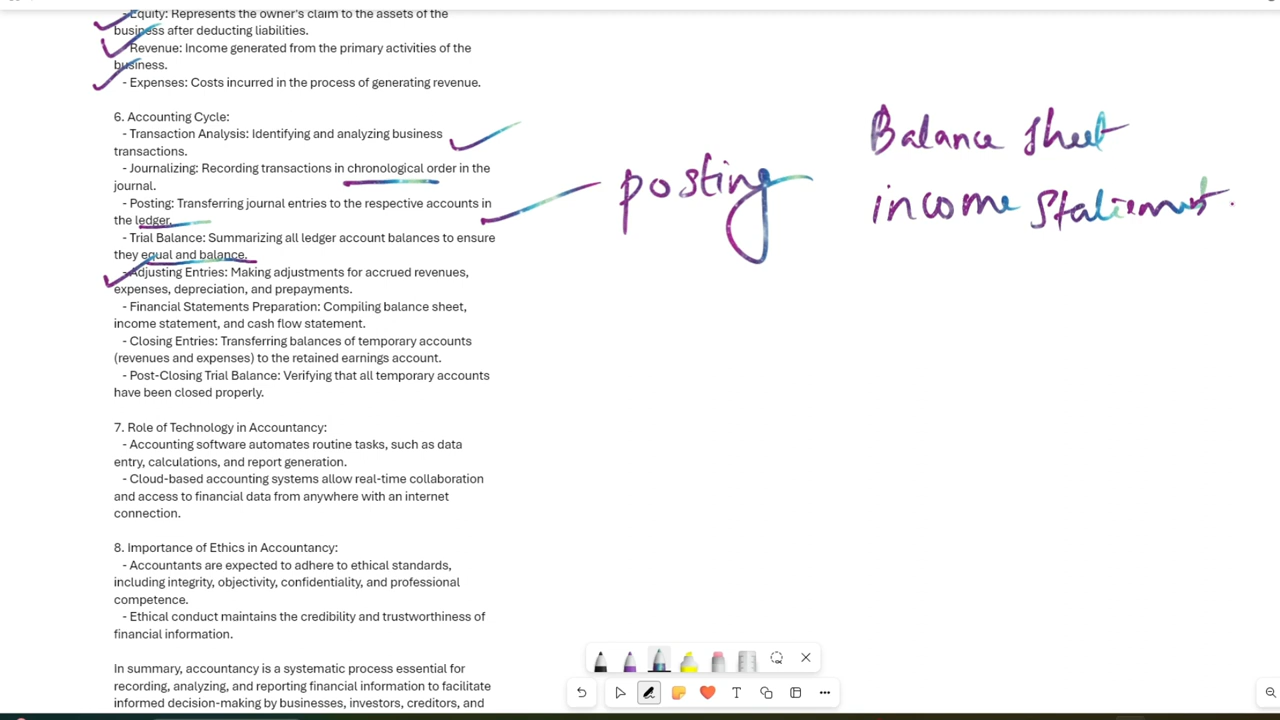 - Equity: Represents the owner's claim to the assets of the
business after deducting liabilities.
- Revenue: Income generated from the primary activities of the
business.
- Expenses: Costs incurred in the process of generating revenue.
6. Accounting Cycle:
- Transaction Analysis: Identifying and analyzing business
transactions.
- Journalizing: Recording transactions in chronological order in the
journal.
- Posting: Transferring journal entries to the respective accounts in
the ledger.
- Trial Balance: Summarizing all ledger account balances to ensure
they equal and balance.
- Adjusting Entries: Making adjustments for accrued revenues,
expenses, depreciation, and prepayments.
- Financial Statements Preparation: Compiling balance sheet,
income statement, and cash flow statement.
- Closing Entries: Transferring balances of temporary accounts
(revenues and expenses) to the retained earnings account.
- Post-Closing Trial Balance: Verifying that all temporary accounts
have been closed properly.
7. Role of Technology in Accountancy:
- Accounting software automates routine tasks, such as data
entry, calculations, and report generation.
- Cloud-based accounting systems allow real-time collaboration
and access to financial data from anywhere with an internet
connection.
8. Importance of Ethics in Accountancy:
- Accountants are expected to adhere to ethical standards,
including integrity, objectivity, confidentiality, and professional
competence.
- Ethical conduct maintains the credibility and trustworthiness of
financial information.
In summary, accountancy is a systematic process essential for
recording, analyzing, and reporting financial information to facilitate
informed decision-making by businesses, investors, creditors, and
posting
Balance sheet
income statement.